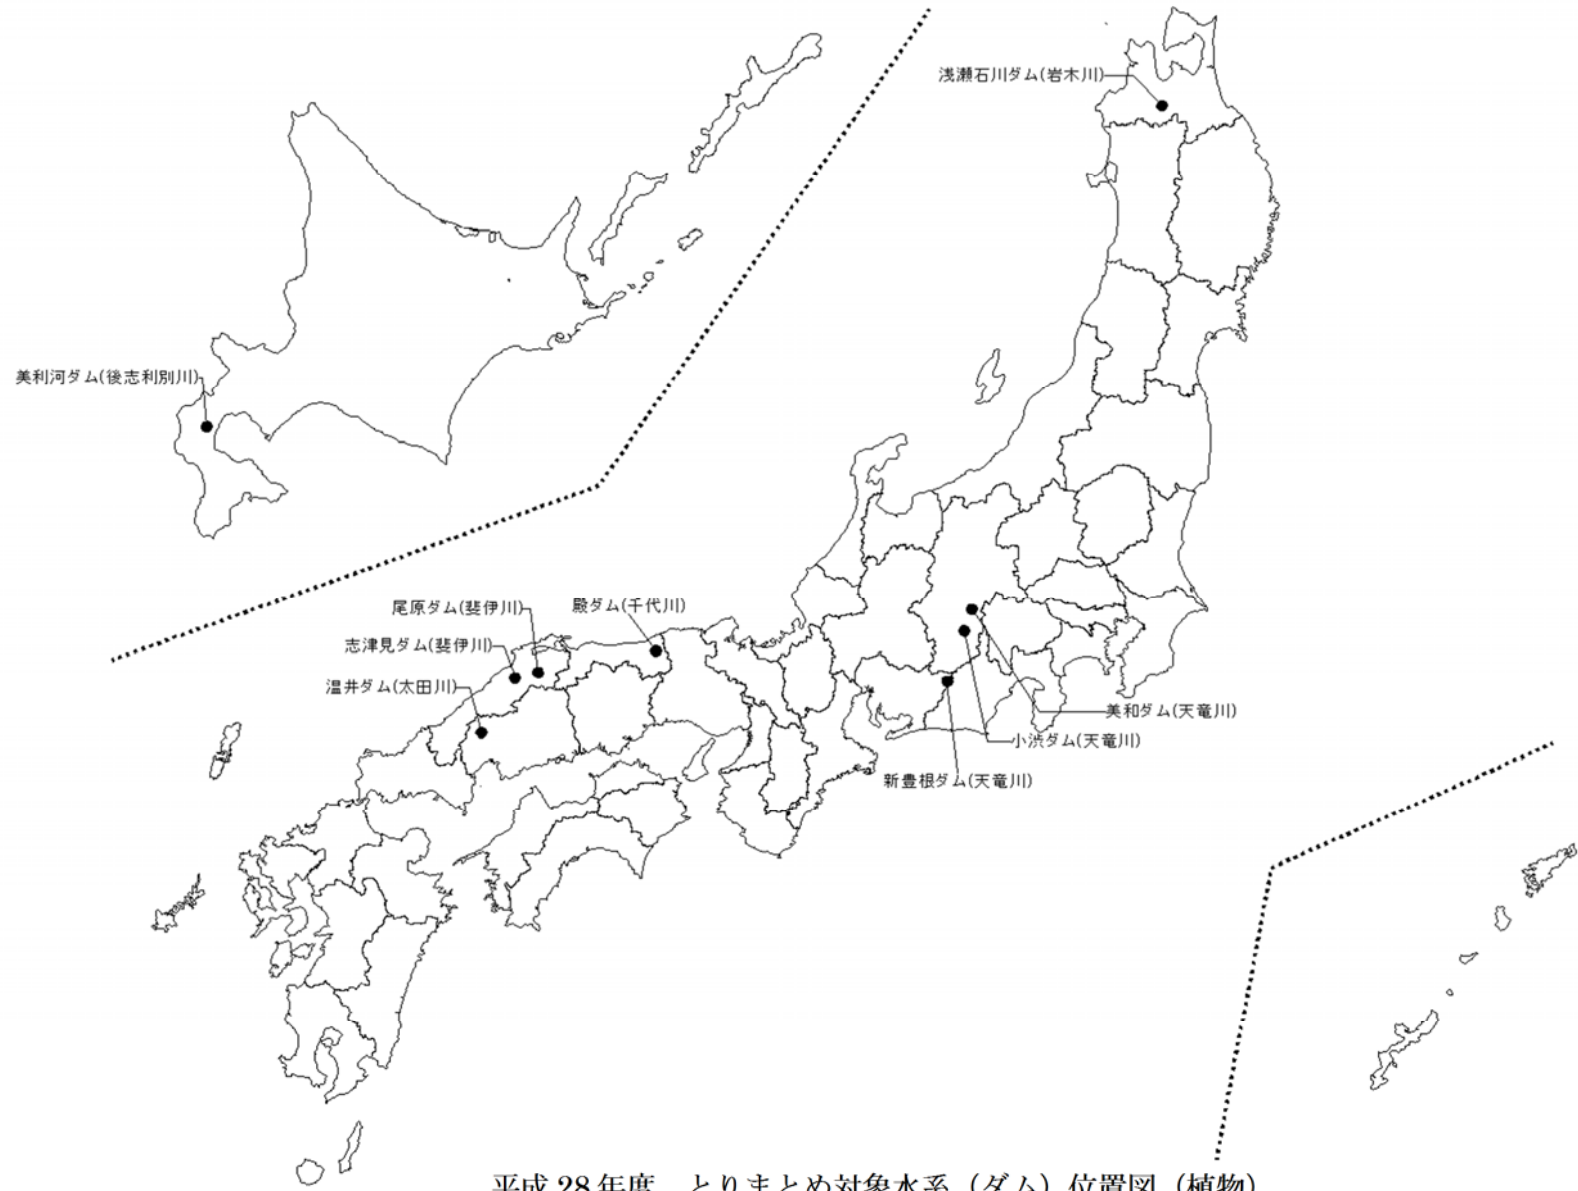 浅瀬石川ダム(岩木川)
美利河ダム(後志利別川)
尾原ダム(斐伊川)
殿ダム(千代川)
志津見ダム(斐伊川)
温井ダム(太田川)
美和ダム(天竜川)
小渋ダム(天竜川)
新豊根ダム(天竜川)
平成 28 年度 とりまとめ対象水系（ダム）位置図（植物）